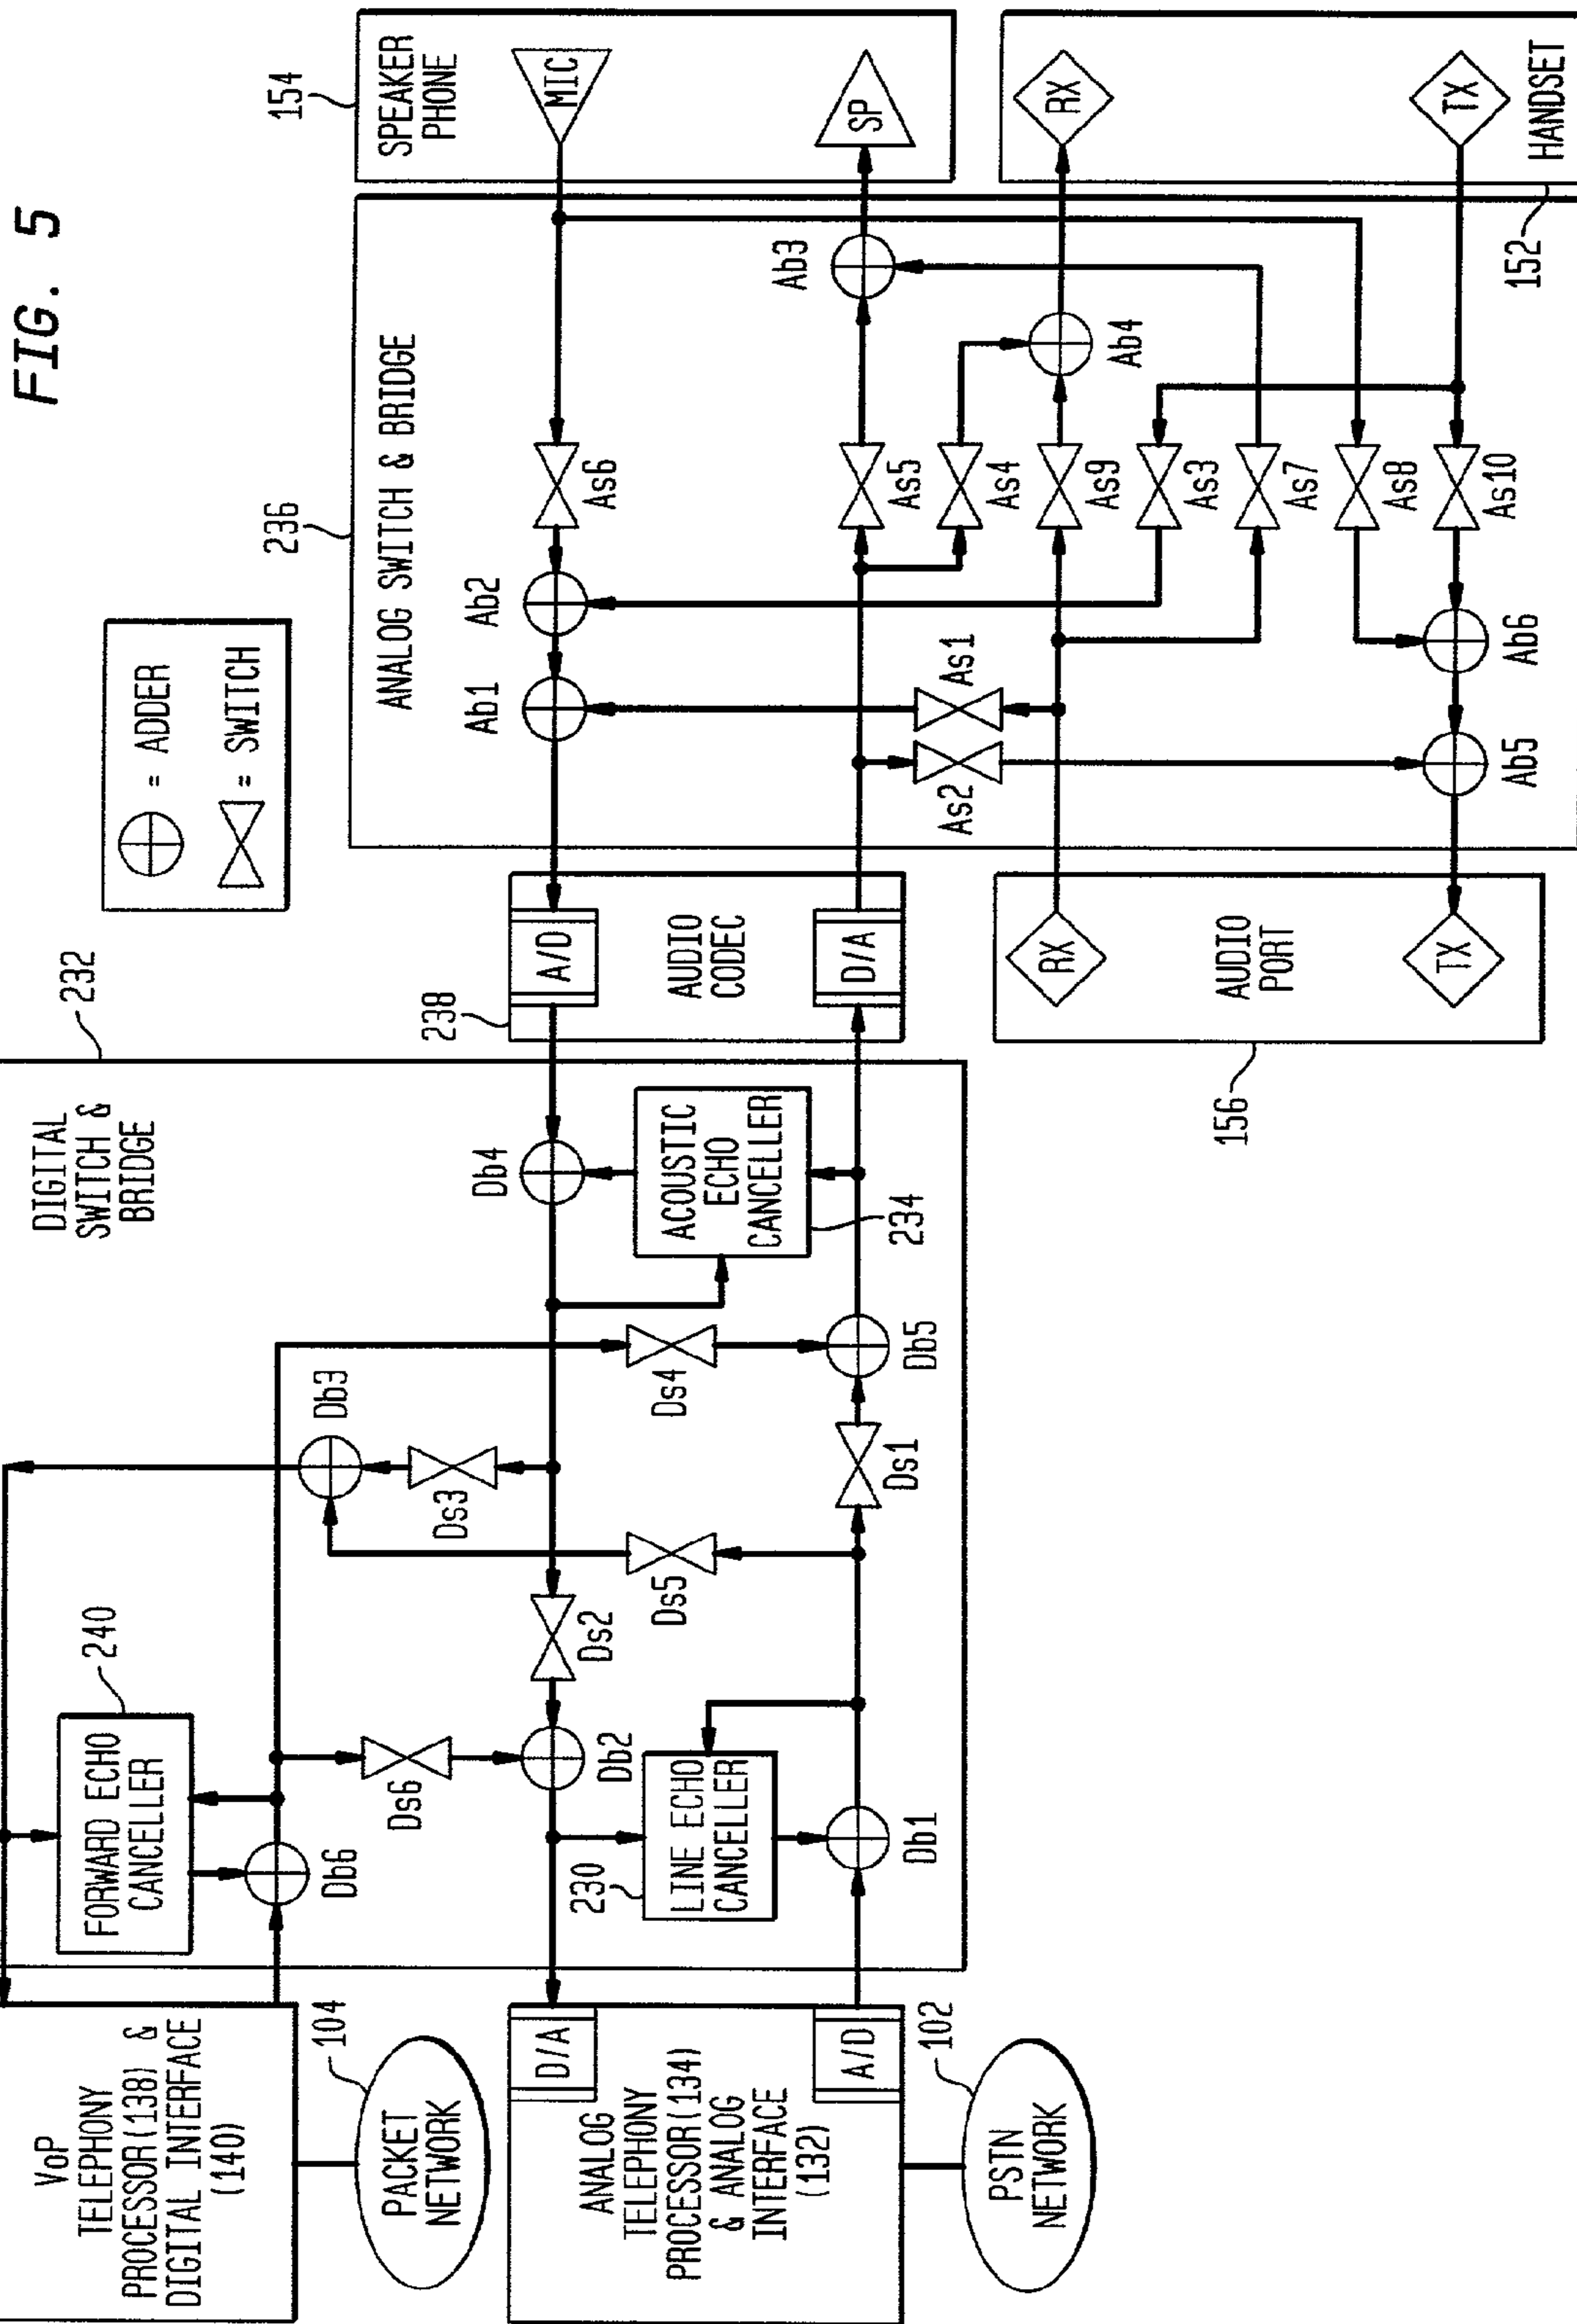 FIG. 5
= ADDER
= SWITCH
232
DIGITAL
SWITCH &
BRIDGE
VoP
TELEPHONY
PROCESSOR(138) &
DIGITAL INTERFACE
(140)
104
PACKET
NETWORK
FORWARD ECHO
CANCELLER
240
Db6
Ds6
Db3
Ds3
Ds4
Ds5
Ds2
Db2
Db4
ACOUSTIC
ECHO
CANCELLER
234
Db5
Ds1
230
LINE ECHO
CANCELLER
Db1
D/A
ANALOG
TELEPHONY
PROCESSOR(134)
& ANALOG
INTERFACE
(132)
A/D
102
PSTN
NETWORK
238
A/D
AUDIO
CODEC
D/A
RX
AUDIO
PORT
TX
156
236
ANALOG SWITCH & BRIDGE
Ab1
Ab2
As6
As1
As2
As5
As4
As9
As3
As7
As8
As10
Ab3
Ab4
Ab6
Ab5
154
SPEAKER
PHONE
MIC
SP
RX
TX
HANDSET
152